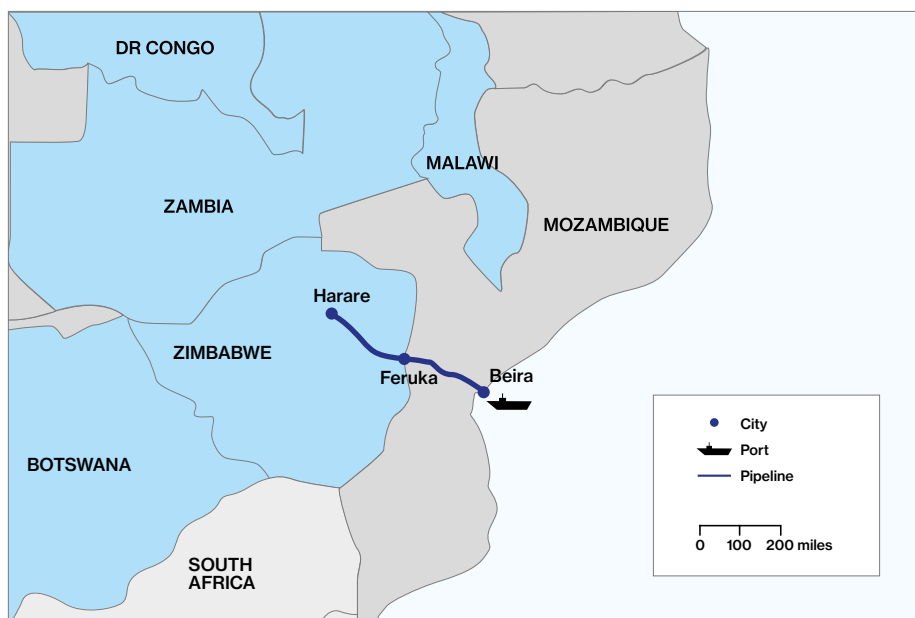 DR CONGO
MALAWI
ZAMBIA
MOZAMBIQUE
Harare
ZIMBABWE
Feruka
Beira
BOTSWANA
SOUTH
AFRICA
City
Port
Pipeline
0 100 200 miles